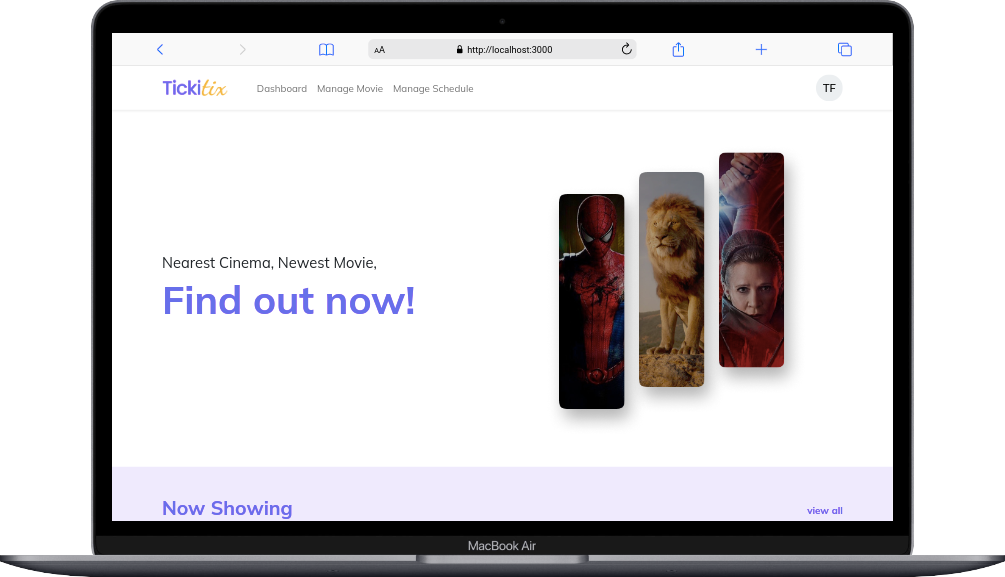 AA http://localhost:3000
Tickitix Dashboard Manage Movie Manage Schedule TF
Nearest Cinema, Newest Movie,
Find out now!
Now Showing view all
MacBook Air